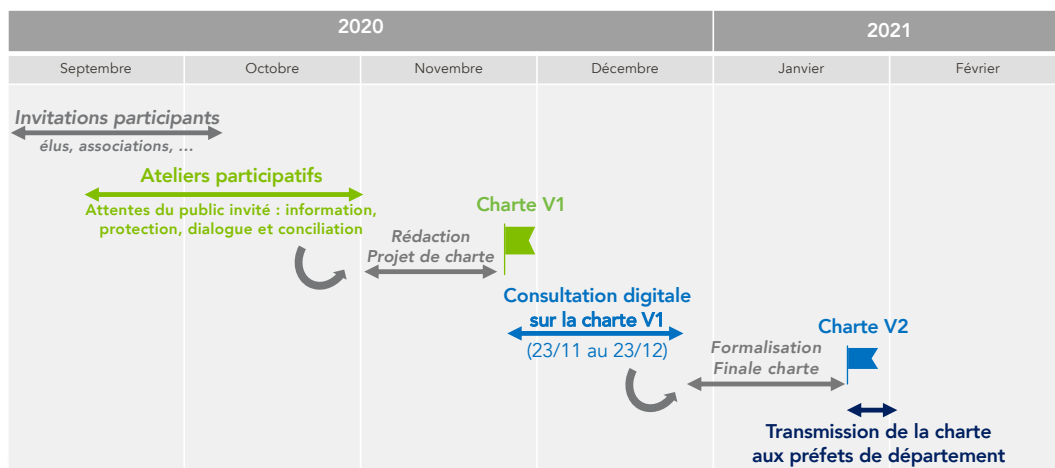 2020
2021
Septembre
Octobre
Novembre
Décembre
Janvier
Février
Invitations participants
élus, associations, ...
Ateliers participatifs
Attentes du public invité : information,
protection, dialogue et conciliation
Charte V1
Rédaction
Projet de charte
Consultation digitale
sur la charte V1
(23/11 au 23/12)
Charte V2
Formalisation
Finale charte
Transmission de la charte
aux préfets de département